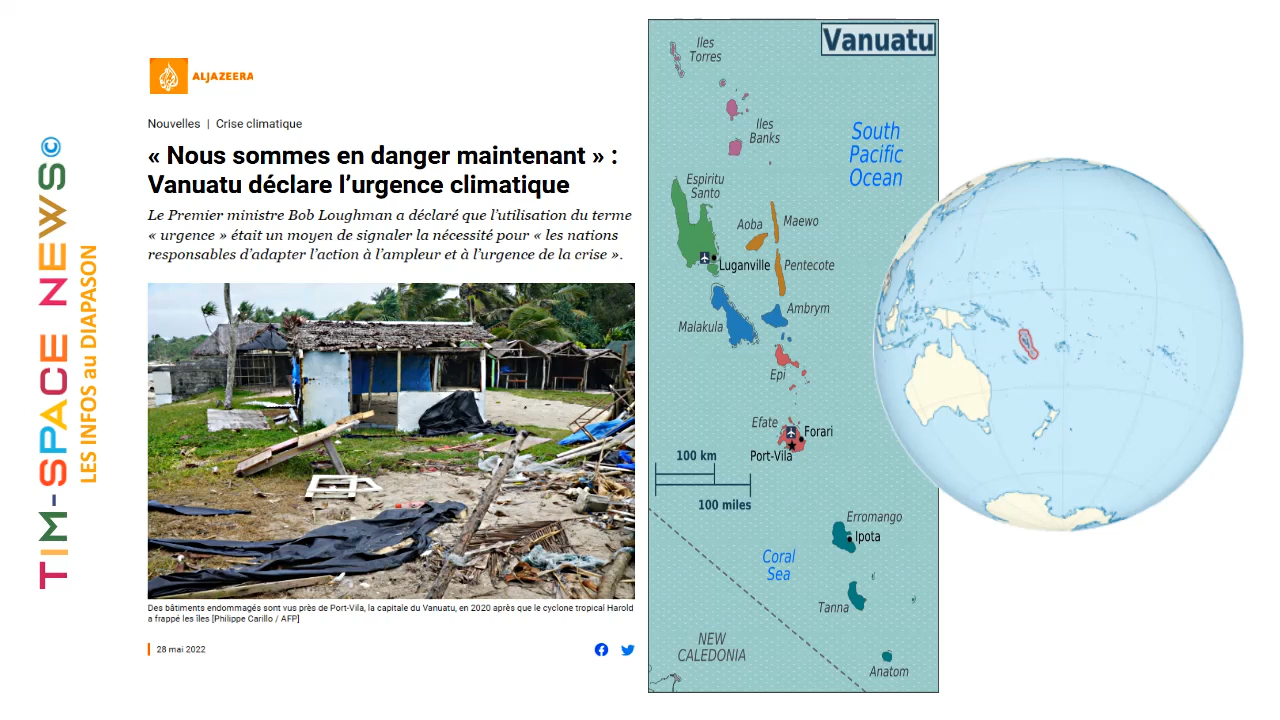 TIM-SPACE NEWS©
LES INFOS au DIAPASON
ALJAZEERA
Nouvelles | Crise climatique
« Nous sommes en danger maintenant » :
Vanuatu déclare l’urgence climatique
Le Premier ministre Bob Loughman a déclaré que l’utilisation du terme
« urgence » était un moyen de signaler la nécessité pour « les nations
responsables d’adapter l’action à l’ampleur et à l’urgence de la crise ».
Des bâtiments endommagés sont vus près de Port-Vila, la capitale du Vanuatu, en 2020 après que le cyclone tropical Harold
a frappé les îles [Philippe Carillo / AFP]
28 mai 2022
Vanuatu
Iles
Torres
Iles
Banks
South
Pacific
Ocean
Espiritu
Santo
Aoba
Maewo
Luganville
Pentecote
Ambrym
Malakula
Epi
Efate
Forari
Port-Vila
100 km
100 miles
Erromango
Ipota
Coral
Sea
Tanna
NEW
CALEDONIA
Anatom